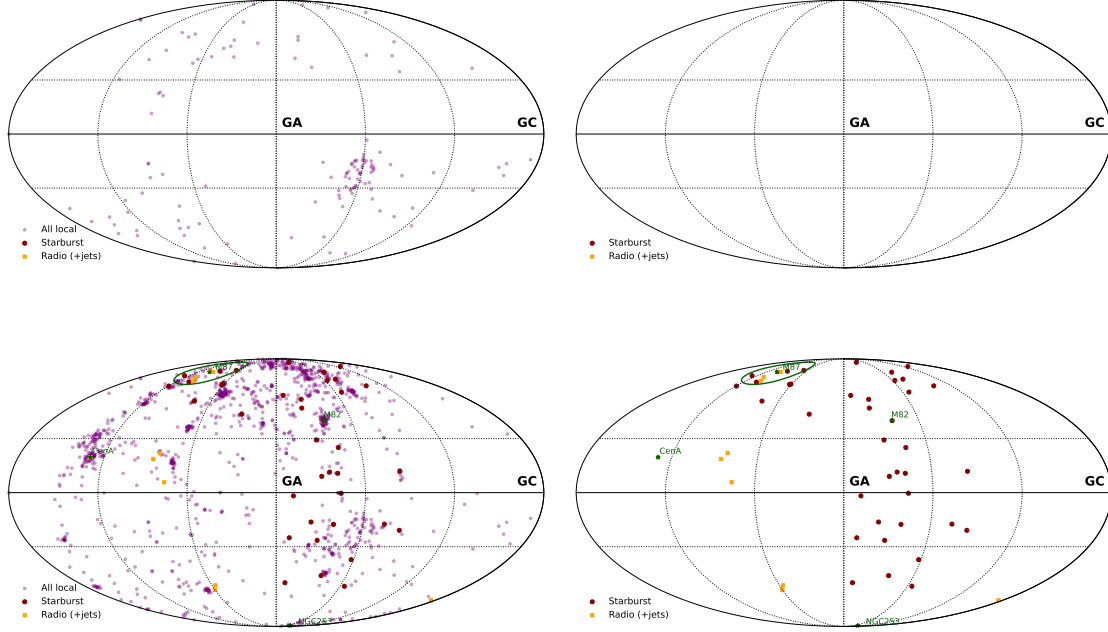 GA
GC
All local
Starburst
Radio (+jets)
GA
GC
Starburst
Radio (+jets)
M87
M82
CenA
GA
GC
All local
Starburst
Radio (+jets)
NGC253
M87
M82
CenA
GA
GC
Starburst
Radio (+jets)
NGC253